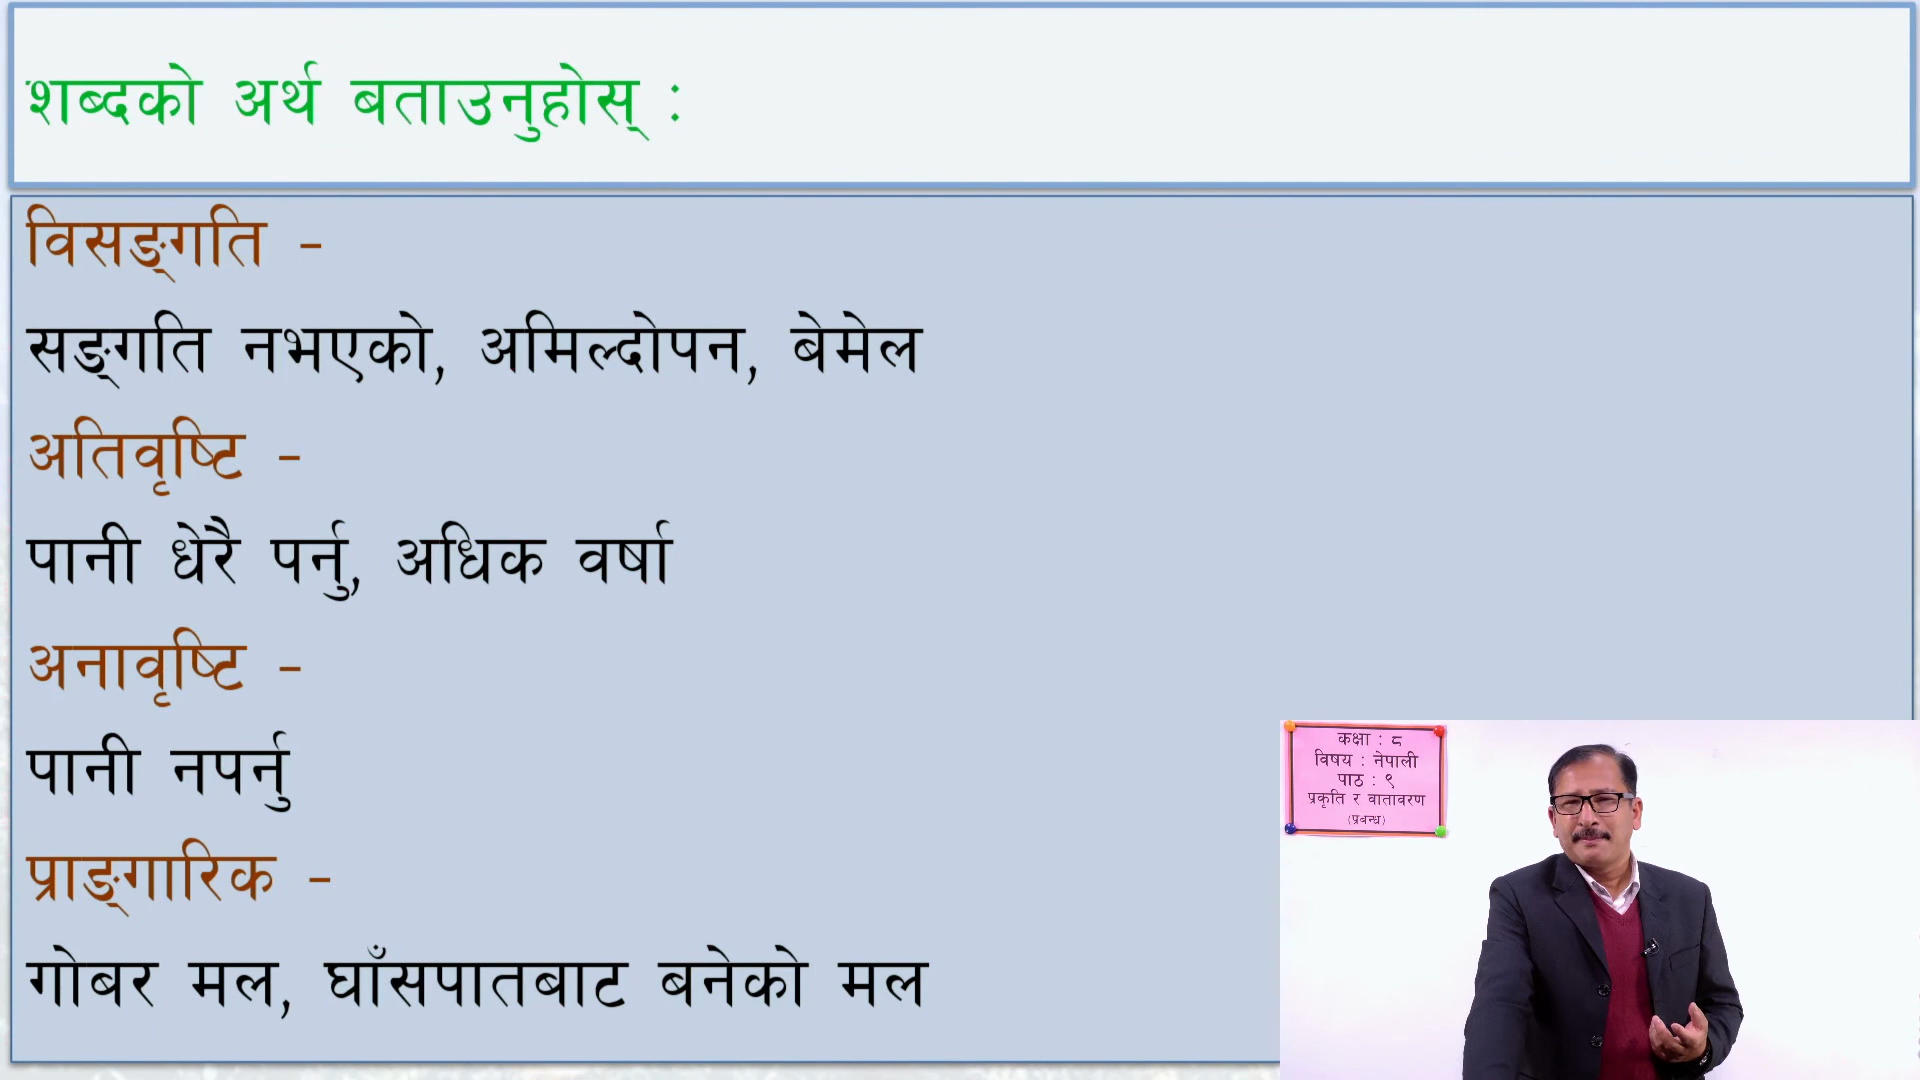 शब्दको अर्थ बताउनुहोस् :
विसङ्गति -
सङ्गति नभएको, अमिल्दोपन, बेमेल
अतिवृष्टि -
पानी धेरै पर्नु, अधिक वर्षा
अनावृष्टि -
पानी नपर्नु
प्राङ्गारिक -
गोबर मल, घाँसपातबाट बनेको मल
कक्षा : ८
विषय : नेपाली
पाठ : ९
प्रकृति र वातावरण
(प्रबन्ध)